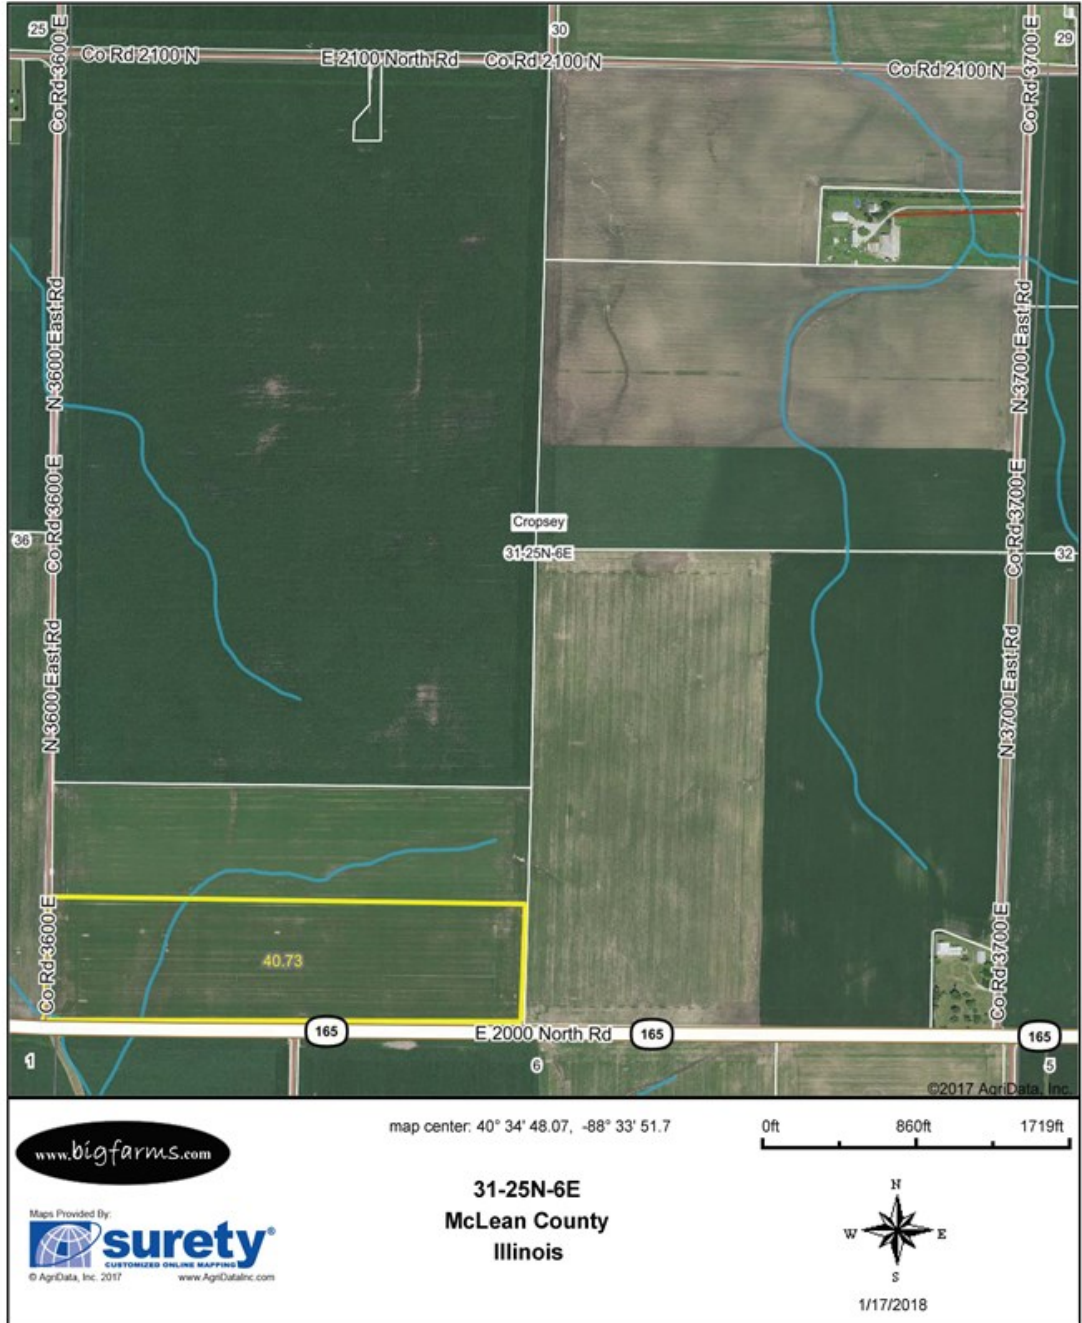 25
30
29
Co Rd 2100 N
E 2100 North Rd
Co Rd 2100 N
Co Rd 2100 N
Co Rd 3600 E
Co Rd 3700 E
N 3600 East Rd
N 3700 East Rd
Co Rd 3600 E
Co Rd 3700 E
36
Cropsey
31-25N-6E
32
N 3600 East Rd
N 3700 East Rd
Co Rd 3600 E
40.73
Co Rd 3700 E
165
E 2000 North Rd
165
165
1
6
5
©2017 AgriData, Inc.
www.bigfarms.com
map center: 40° 34' 48.07, -88° 33' 51.7
0ft
860ft
1719ft
31-25N-6E
McLean County
Illinois
Maps Provided By:
surety®
CUSTOMIZED ONLINE MAPPING
© AgriData, Inc. 2017
www.AgriDataInc.com
N
W
E
S
1/17/2018